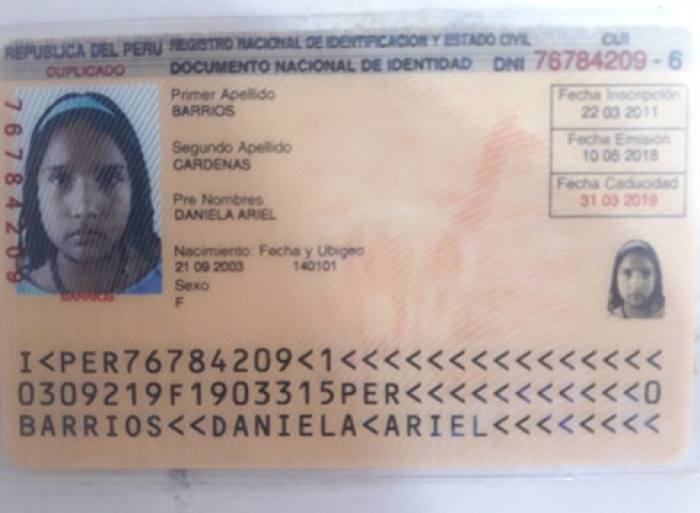 REPUBLICA DEL PERU REGISTRO NACIONAL DE IDENTIFICACION Y ESTADO CIVIL CUI
DUPLICADO DOCUMENTO NACIONAL DE IDENTIDAD DNI 76784209 - 6
76784209
Primer Apellido
BARRIOS
Segundo Apellido
CARDENAS
Pre Nombres
DANIELA ARIEL
Nacimiento: Fecha y Ubigeo
21 09 2003 140101
Sexo
F
Fecha Inscripción
22 03 2011
Fecha Emisión
10 05 2018
Fecha Caducidad
31 03 2019
BARRIOS
I<PER76784209<1<<<<<<<<<<<<<<<
0309219F1903315PER<<<<<<<<<<<0
BARRIOS<<DANIELA<ARIEL<<<<<<<<